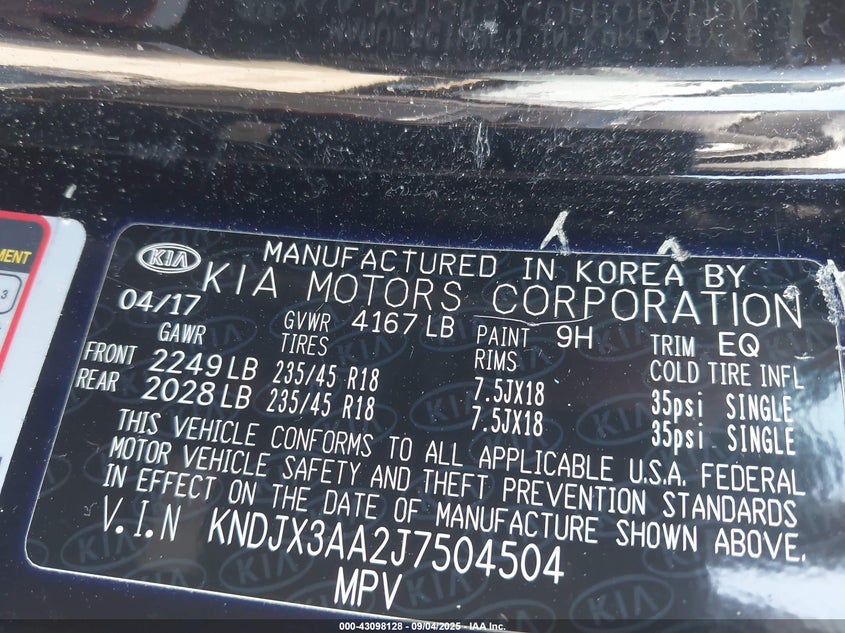 MANUFACTURED IN KOREA BY
KIA
KIA MOTORS CORPORATION
04/17
GVWR 4167 LB PAINT 9H TRIM EQ
GAWR TIRES RIMS COLD TIRE INFL
FRONT 2249 LB 235/45 R18 7.5JX18 35psi SINGLE
REAR 2028 LB 235/45 R18 7.5JX18 35psi SINGLE
THIS VEHICLE CONFORMS TO ALL APPLICABLE U.S.A. FEDERAL
MOTOR VEHICLE SAFETY AND THEFT PREVENTION STANDARDS
IN EFFECT ON THE DATE OF MANUFACTURE SHOWN ABOVE.
V.I.N KNDJX3AA2J7504504
MPV
MENT
3
000-43098128 - 09/04/2025 - IAA Inc.